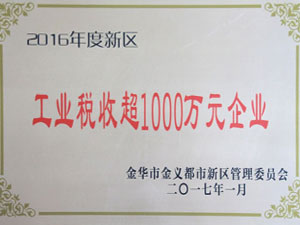 2016年度新区
工业税收超1000万元企业
金华市金义都市新区管理委员会
二〇一七年一月